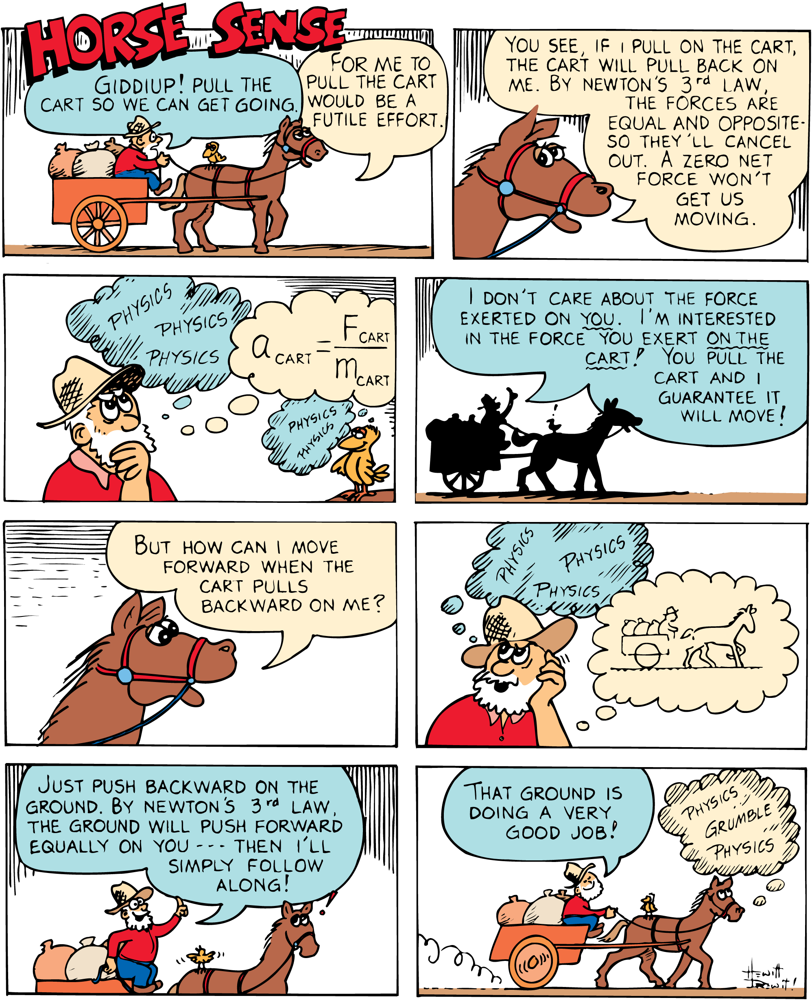 HORSE SENSE
GIDDIUP! PULL THE
CART SO WE CAN GET GOING.
FOR ME TO
PULL THE CART
WOULD BE A
FUTILE EFFORT.
YOU SEE, IF I PULL ON THE CART,
THE CART WILL PULL BACK ON
ME. BY NEWTON'S 3rd LAW,
THE FORCES ARE
EQUAL AND OPPOSITE-
SO THEY'LL CANCEL
OUT. A ZERO NET
FORCE WON'T
GET US
MOVING.
PHYSICS
PHYSICS
PHYSICS
a CART = F CART / m CART
PHYSICS
PHYSICS
I DON'T CARE ABOUT THE FORCE
EXERTED ON YOU. I'M INTERESTED
IN THE FORCE YOU EXERT ON THE
CART! YOU PULL THE
CART AND I
GUARANTEE IT
WILL MOVE!
!
BUT HOW CAN I MOVE
FORWARD WHEN THE
CART PULLS
BACKWARD ON ME?
PHYSICS
PHYSICS
PHYSICS
JUST PUSH BACKWARD ON THE
GROUND. BY NEWTON'S 3rd LAW,
THE GROUND WILL PUSH FORWARD
EQUALLY ON YOU --- THEN I'LL
SIMPLY FOLLOW
ALONG!
!
THAT GROUND IS
DOING A VERY
GOOD JOB!
PHYSICS
GRUMBLE
PHYSICS
HEWITT
DREWIT!